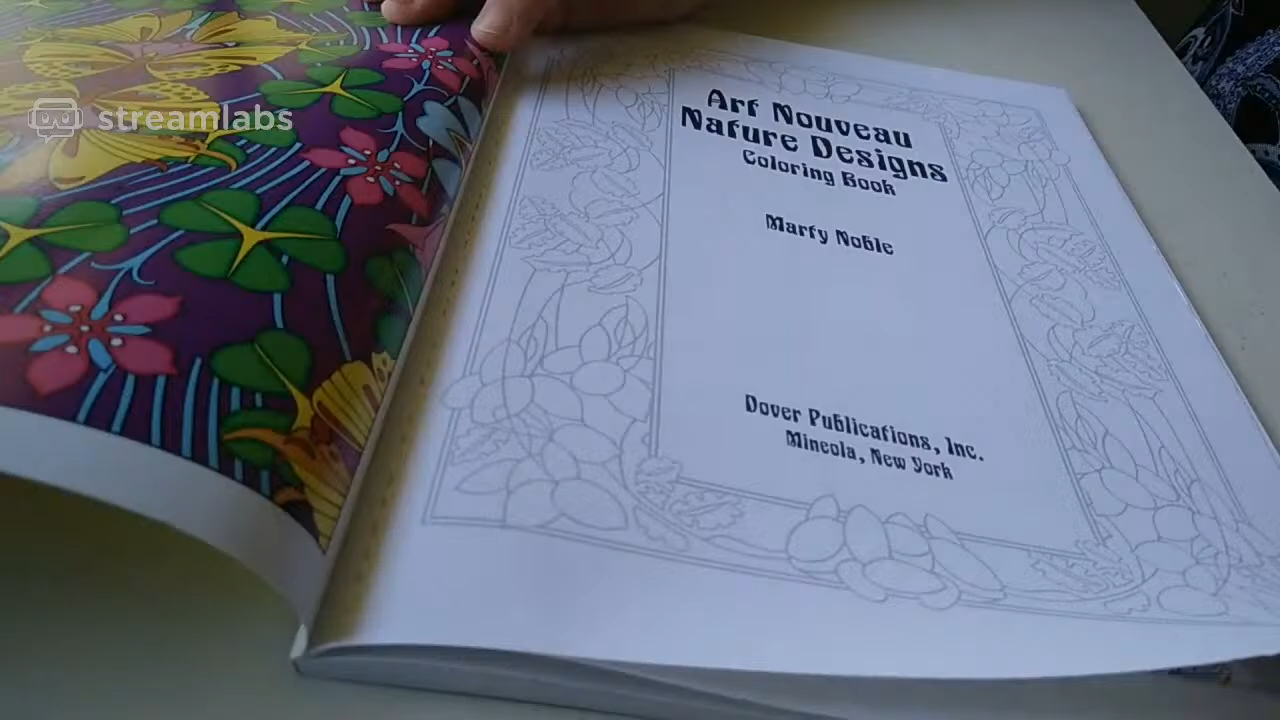 streamlabs
Art Nouveau
Nature Designs
Coloring Book
Marty Noble
Dover Publications, Inc.
Mineola, New York